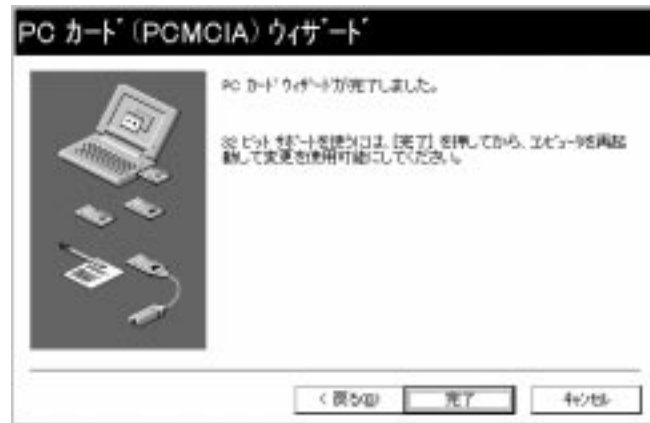 PC ｶｰﾄﾞ (PCMCIA) ｳｨｻﾞｰﾄﾞ
PC ｶｰﾄﾞ ｳｨｻﾞｰﾄﾞが完了しました。
32 ビット ｻﾎﾟｰﾄを使うには、[完了] を押してから、ｺﾝﾋﾟｭｰﾀを再起
動して変更を使用可能にしてください。
< 戻る(B)
完了
ｷｬﾝｾﾙ